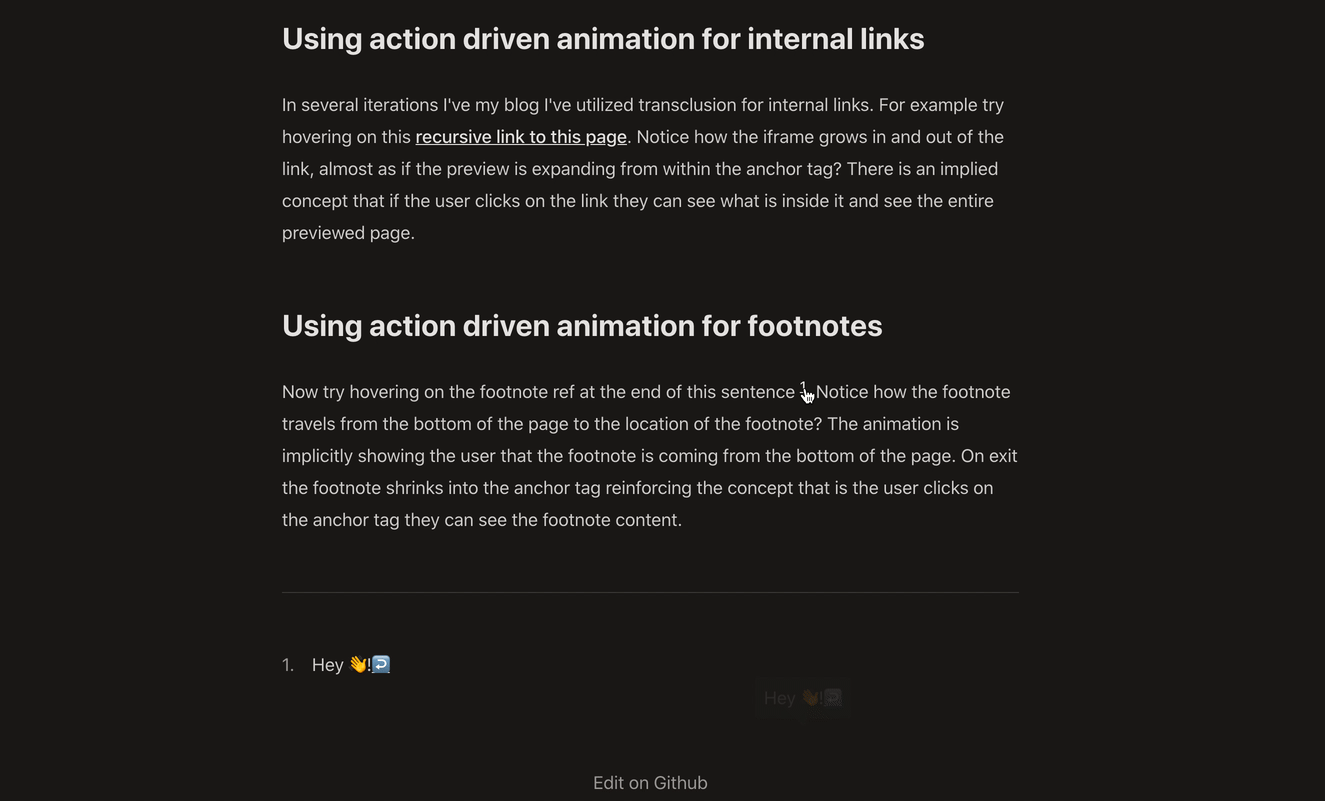 Using action driven animation for internal links
In several iterations I've my blog I've utilized transclusion for internal links. For example try
hovering on this recursive link to this page. Notice how the iframe grows in and out of the
link, almost as if the preview is expanding from within the anchor tag? There is an implied
concept that if the user clicks on the link they can see what is inside it and see the entire
previewed page.
Using action driven animation for footnotes
Now try hovering on the footnote ref at the end of this sentence 1. Notice how the footnote
travels from the bottom of the page to the location of the footnote? The animation is
implicitly showing the user that the footnote is coming from the bottom of the page. On exit
the footnote shrinks into the anchor tag reinforcing the concept that is the user clicks on
the anchor tag they can see the footnote content.
1. Hey 👋!↩️
Hey 👋!↩️
Edit on Github